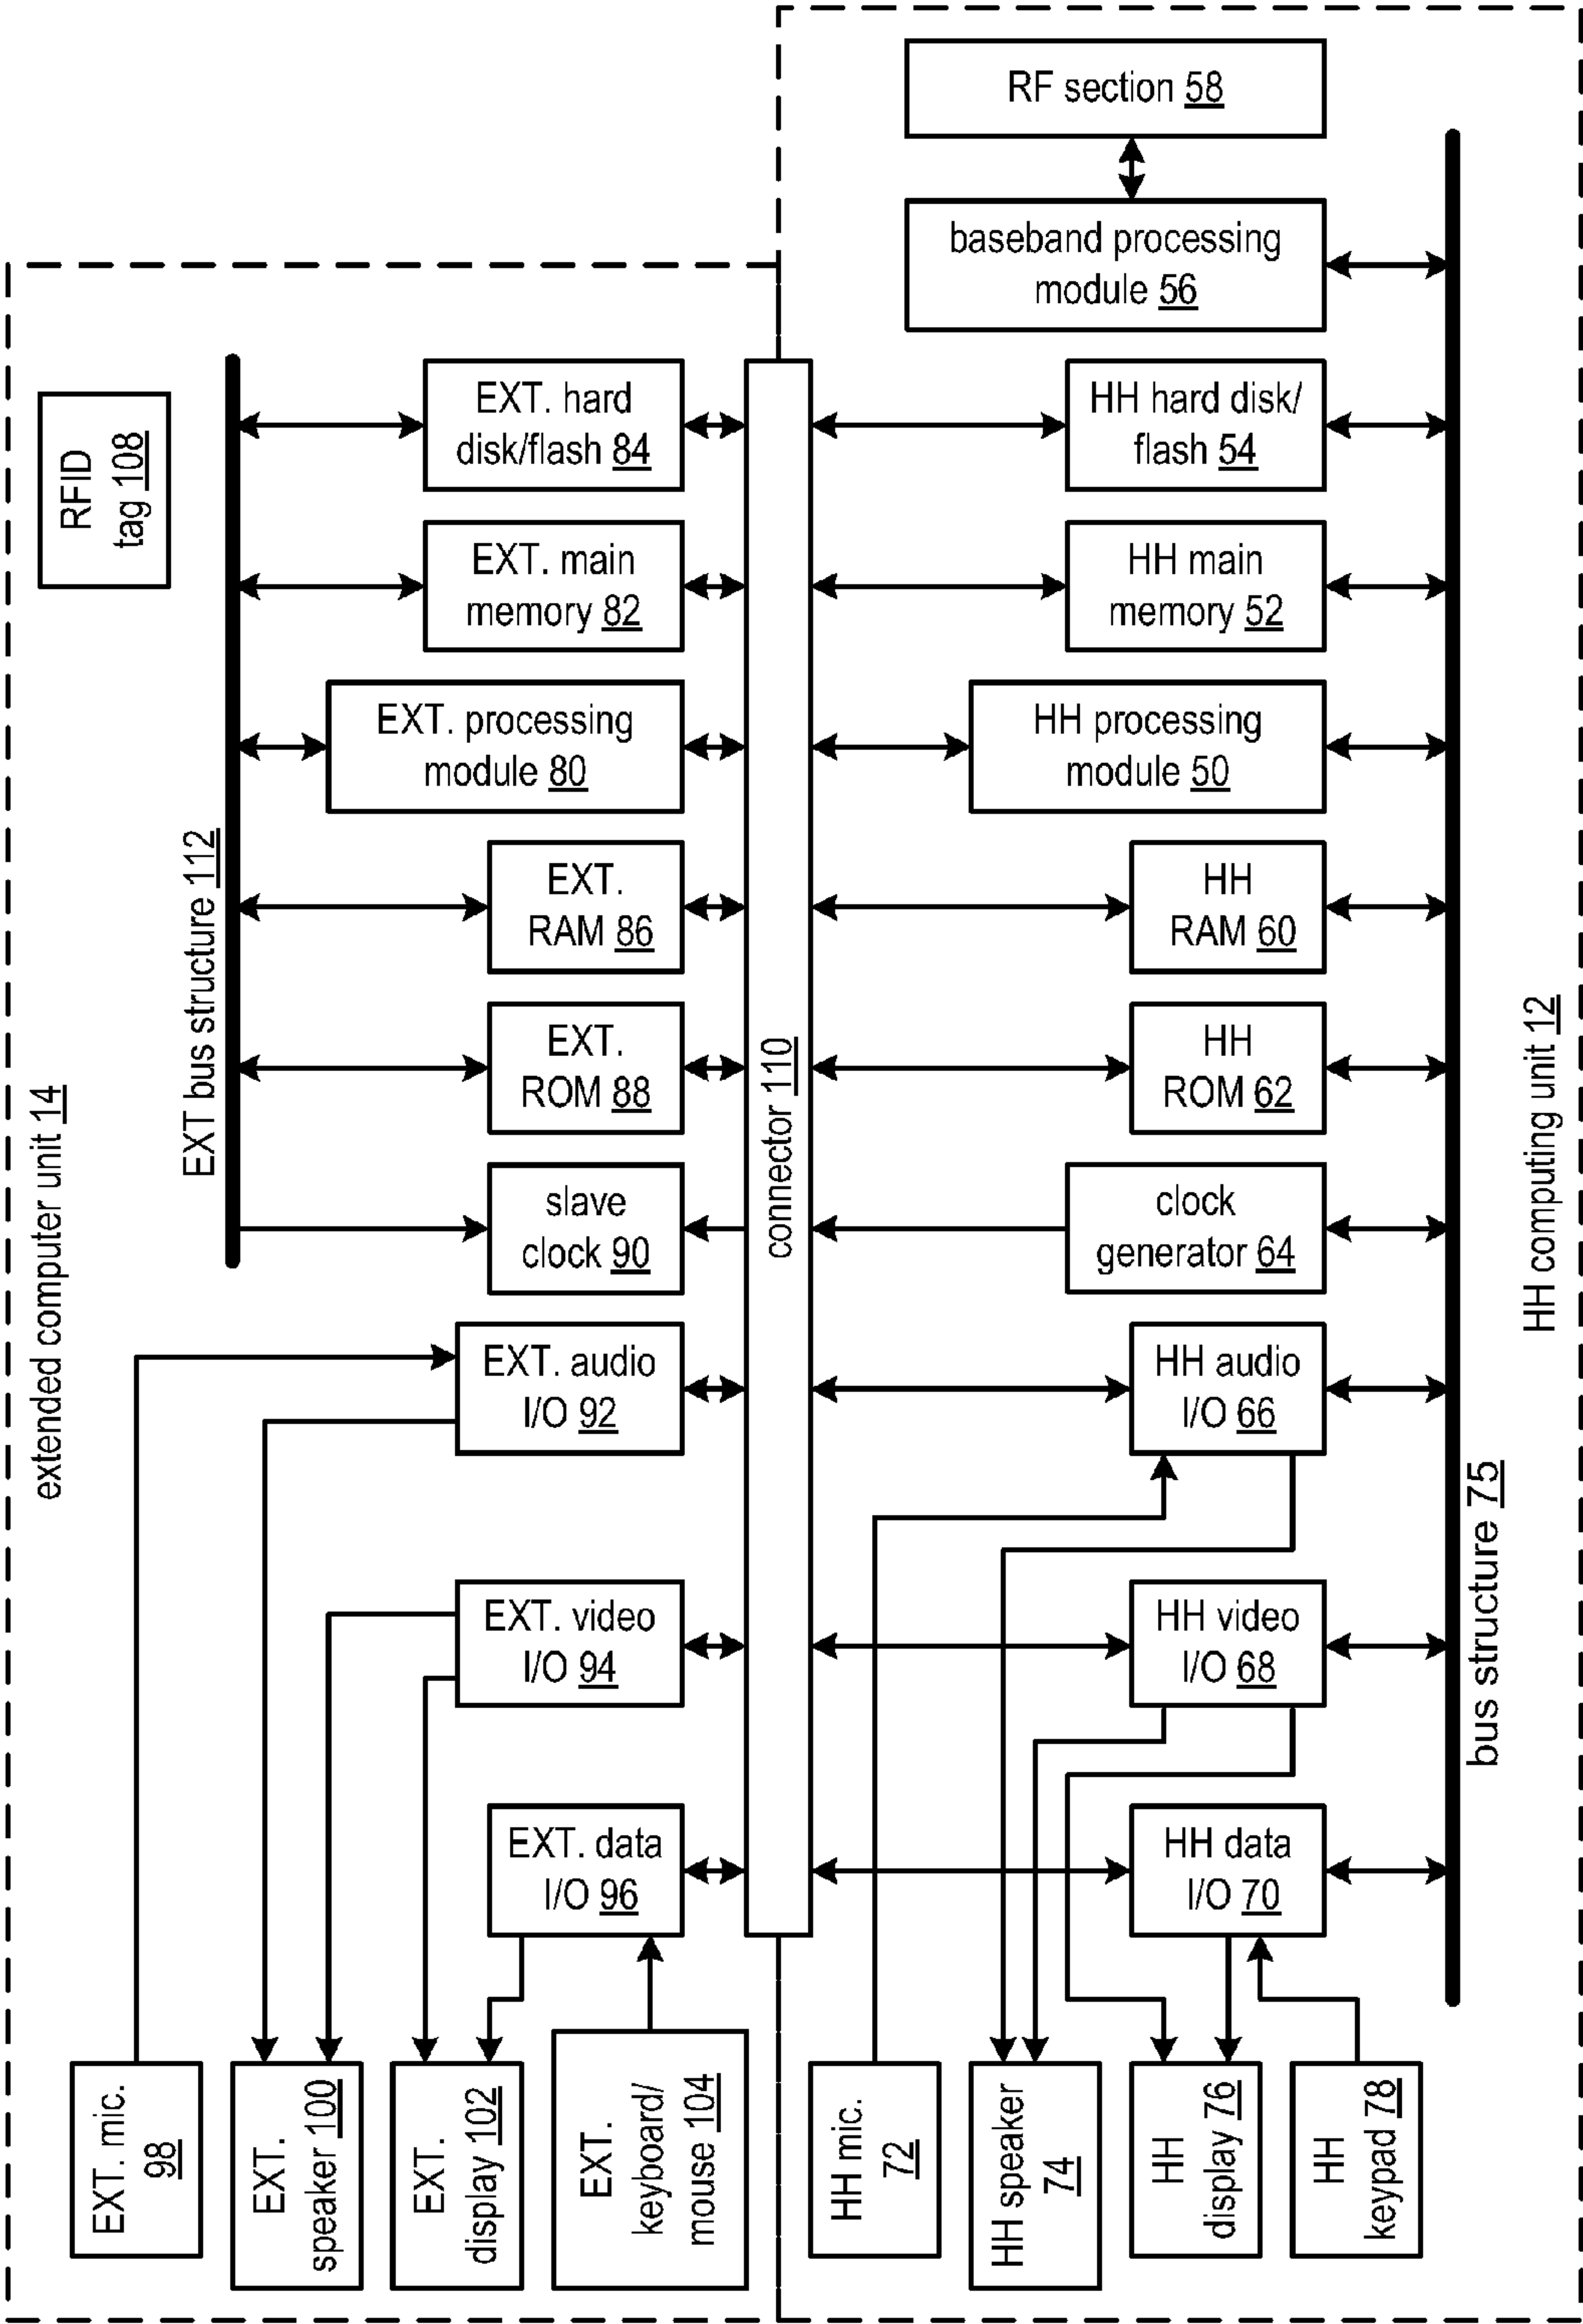 RF section 58
baseband processing
module 56
RFID
tag 108
EXT. hard
disk/flash 84
HH hard disk/
flash 54
EXT. main
memory 82
HH main
memory 52
EXT. processing
module 80
HH processing
module 50
EXT bus structure 112
EXT.
RAM 86
HH
RAM 60
EXT.
ROM 88
HH
ROM 62
connector 110
extended computer unit 14
HH computing unit 12
slave
clock 90
clock
generator 64
EXT. audio
I/O 92
HH audio
I/O 66
bus structure 75
EXT. video
I/O 94
HH video
I/O 68
EXT. data
I/O 96
HH data
I/O 70
EXT. mic.
98
EXT.
speaker 100
EXT.
display 102
EXT.
keyboard/
mouse 104
HH mic.
72
HH speaker
74
HH
display 76
HH
keypad 78